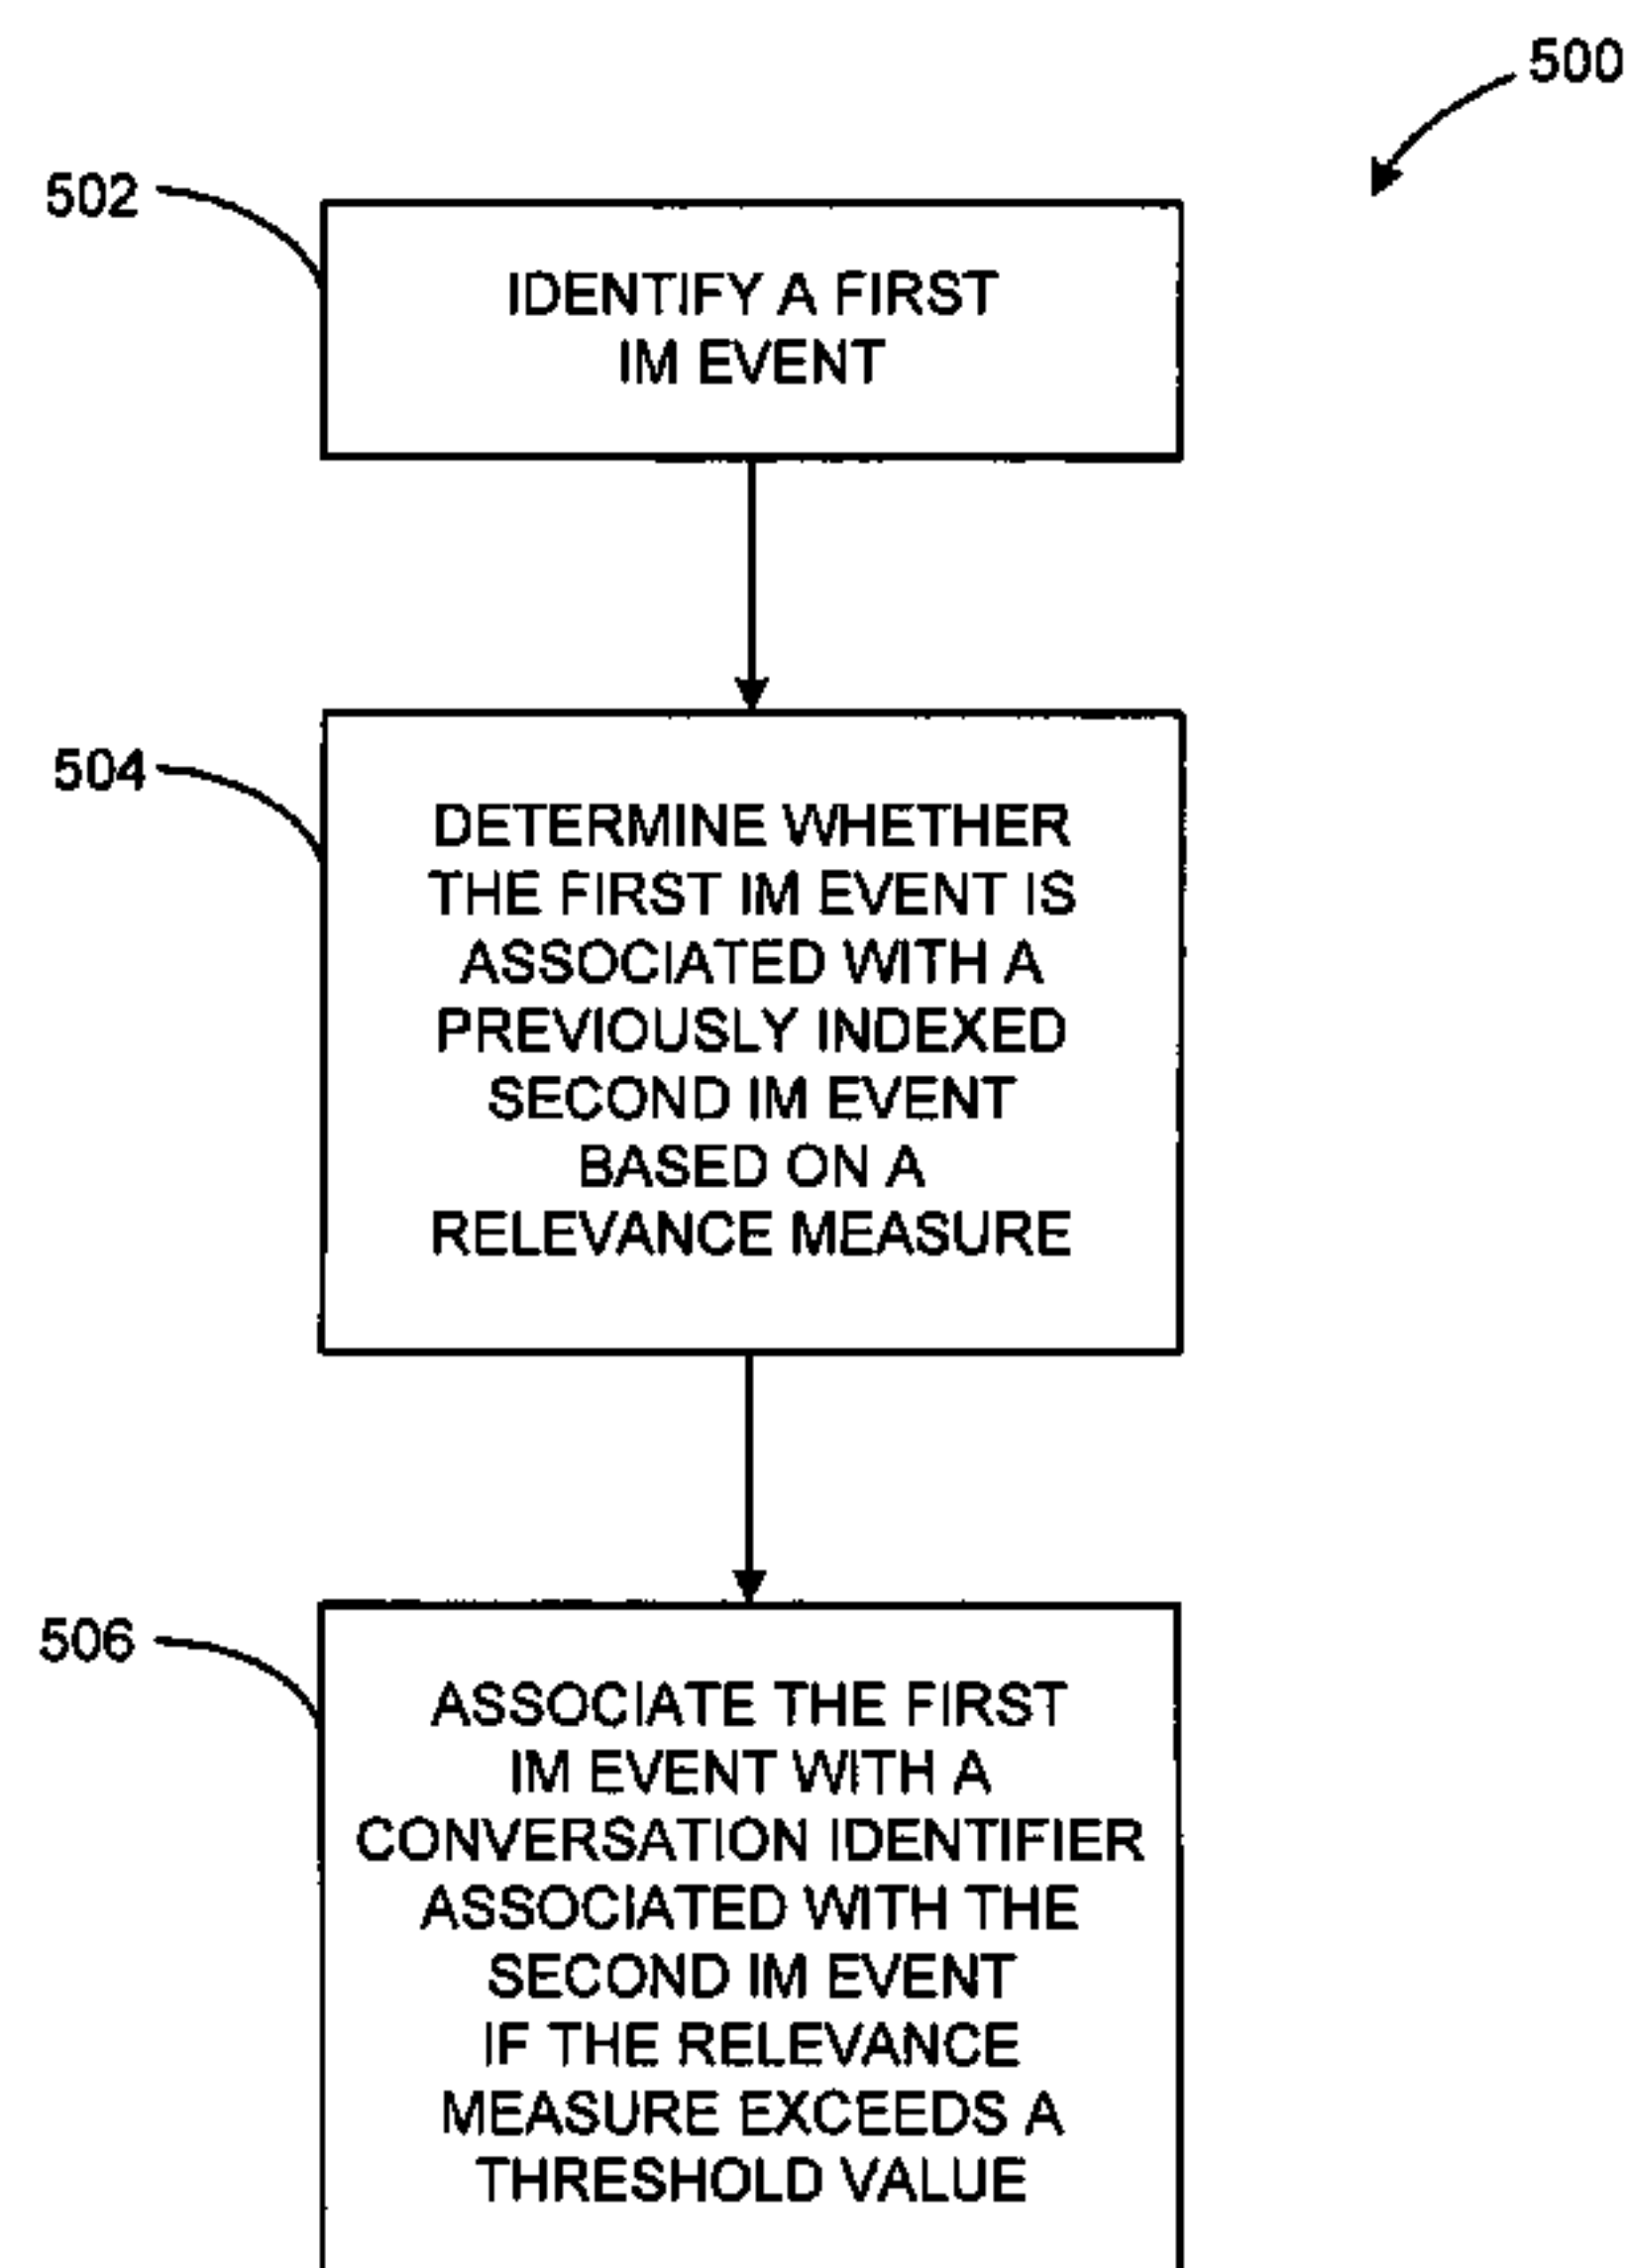 500
502
IDENTIFY A FIRST
IM EVENT
504
DETERMINE WHETHER
THE FIRST IM EVENT IS
ASSOCIATED WITH A
PREVIOUSLY INDEXED
SECOND IM EVENT
BASED ON A
RELEVANCE MEASURE
506
ASSOCIATE THE FIRST
IM EVENT WITH A
CONVERSATION IDENTIFIER
ASSOCIATED WITH THE
SECOND IM EVENT
IF THE RELEVANCE
MEASURE EXCEEDS A
THRESHOLD VALUE